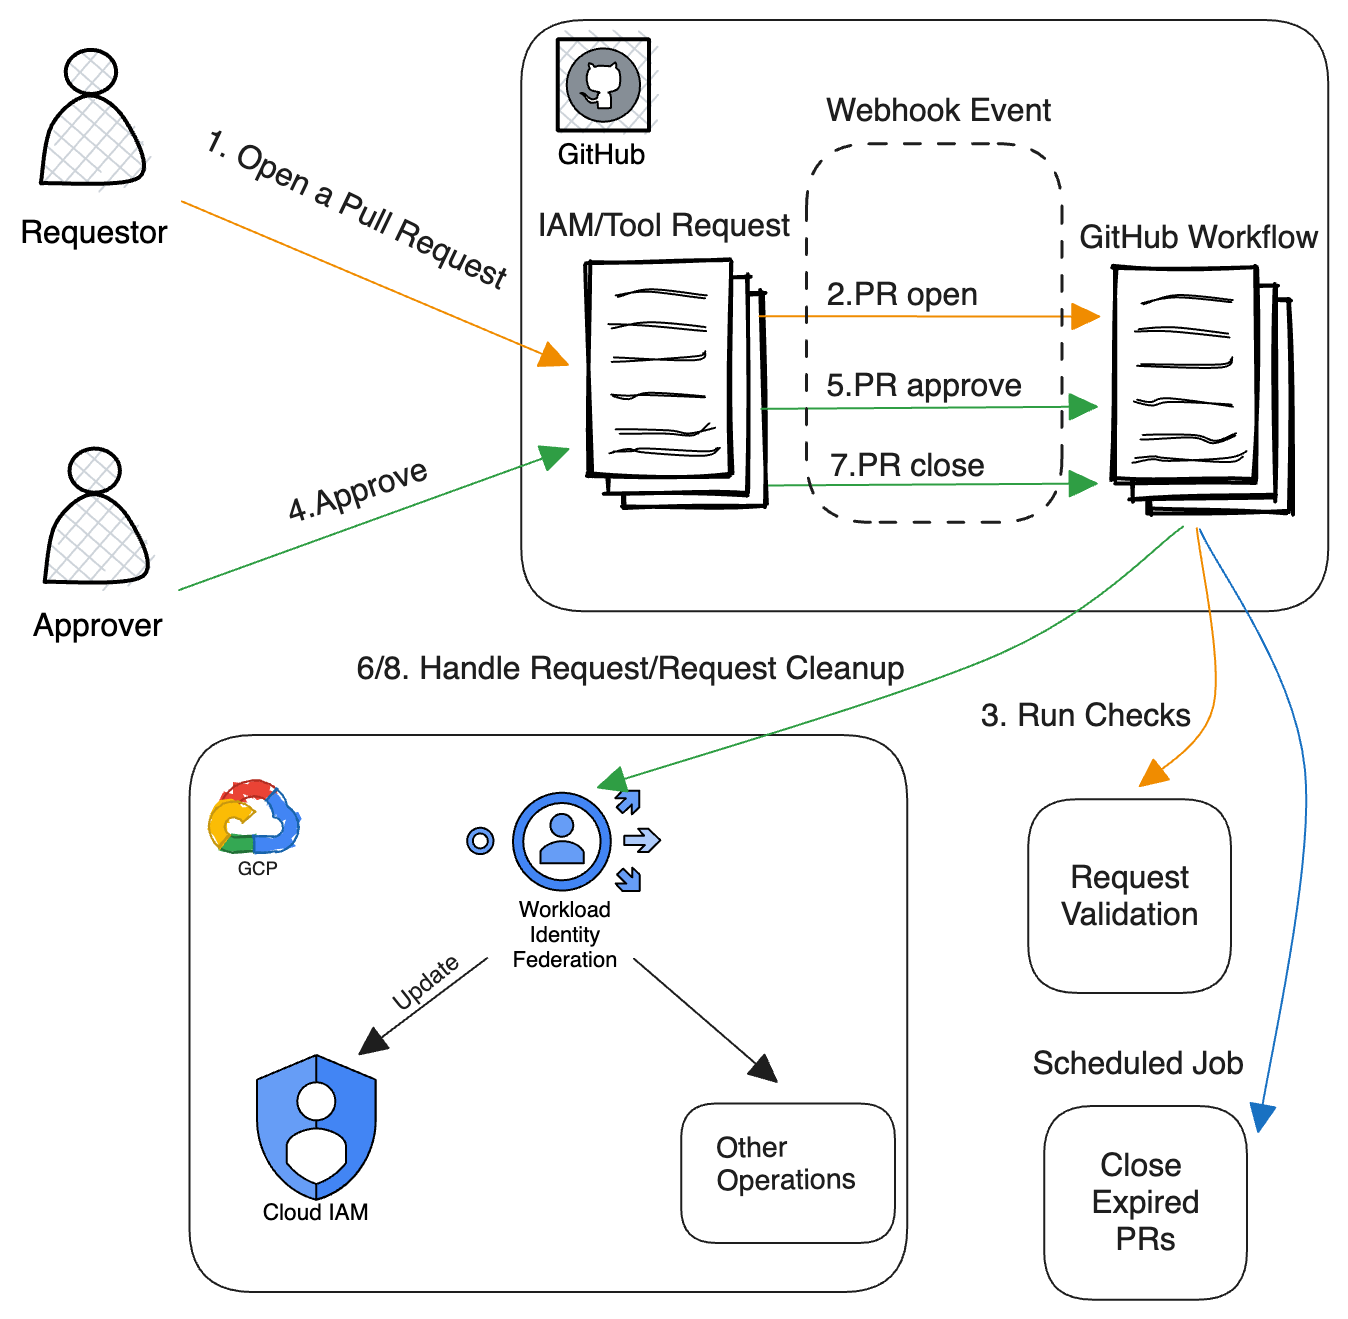 GitHub
Webhook Event
1. Open a Pull Request
Requestor
IAM/Tool Request
GitHub Workflow
2.PR open
5.PR approve
7.PR close
4.Approve
Approver
6/8. Handle Request/Request Cleanup
3. Run Checks
GCP
Workload
Identity
Federation
Update
Cloud IAM
Other
Operations
Request
Validation
Scheduled Job
Close
Expired
PRs